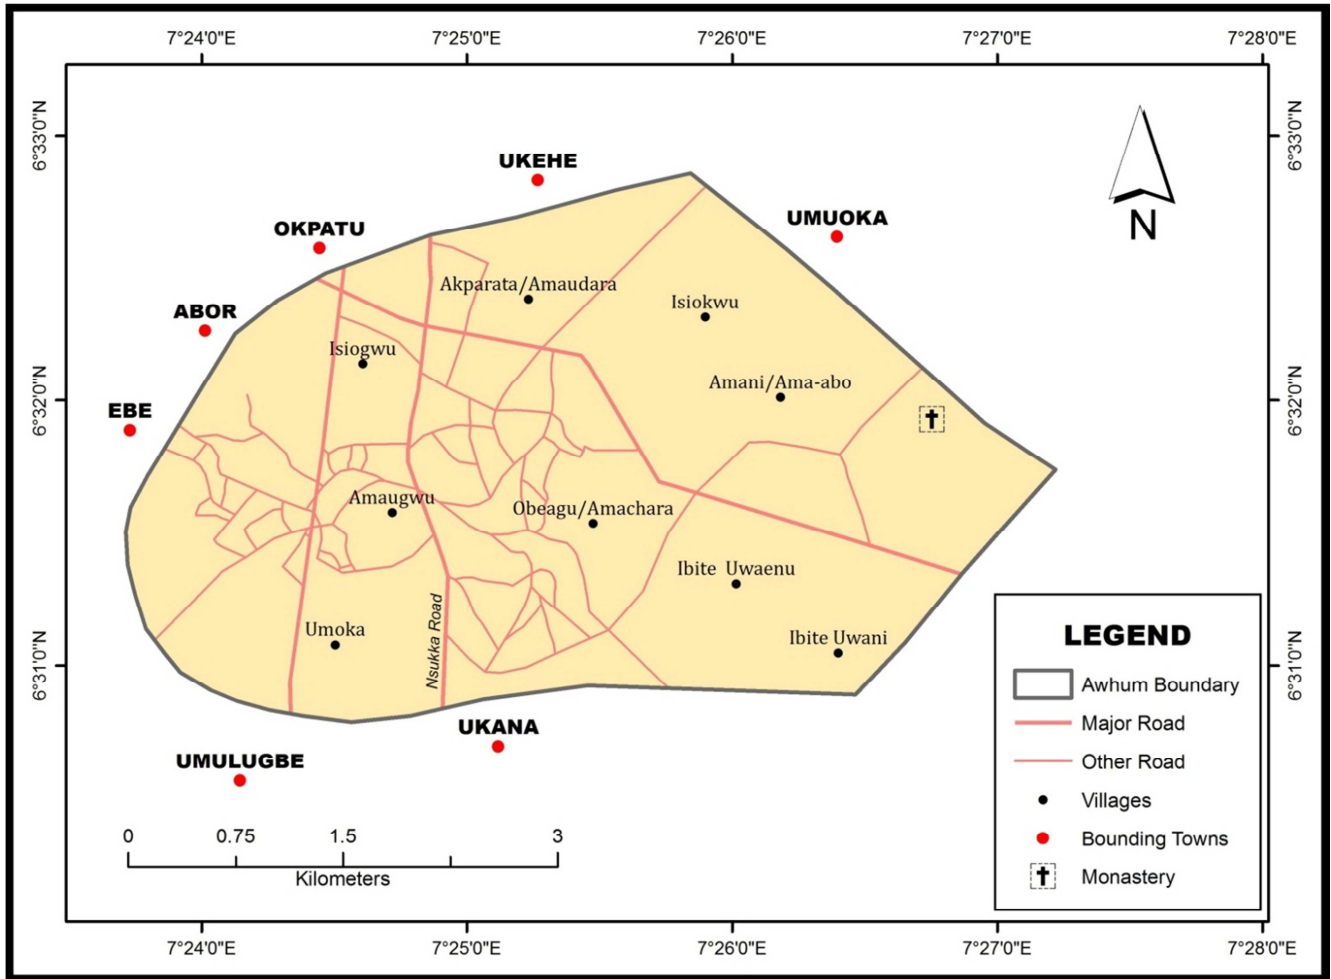 7°24'0"E 7°25'0"E 7°26'0"E 7°27'0"E 7°28'0"E
6°33'0"N 6°33'0"N
UKEHE
UMUOKA
N
OKPATU
Akparata/Amaudara
Isiokwu
ABOR
Isiogwu
Amani/Ama-abo
6°32'0"N 6°32'0"N
EBE
Amaugwu
Obeagu/Amachara
Ibite Uwaenu
Umoka
Nsukka Road
Ibite Uwani
6°31'0"N 6°31'0"N
UKANA
UMULUGBE
0 0.75 1.5 3
Kilometers
LEGEND
Awhum Boundary
Major Road
Other Road
Villages
Bounding Towns
Monastery
7°24'0"E 7°25'0"E 7°26'0"E 7°27'0"E 7°28'0"E